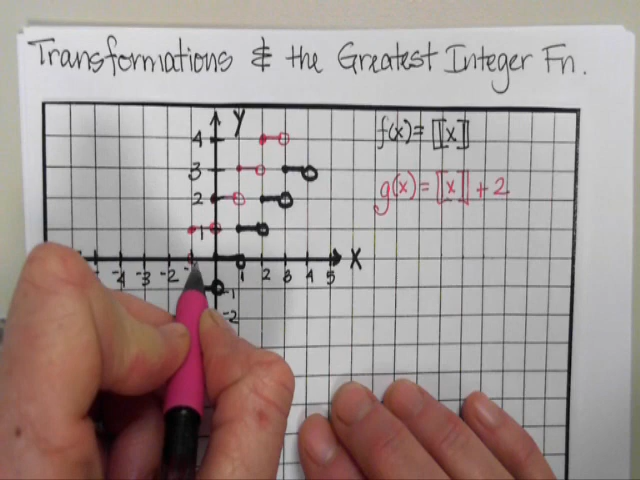 Transformations & the Greatest Integer Fn.
Y
f(x) = [[x]]
g(x) = [[x]] + 2
4
3
2
1
X
-4 -3 -2 1 2 3 4 5
-1
-2